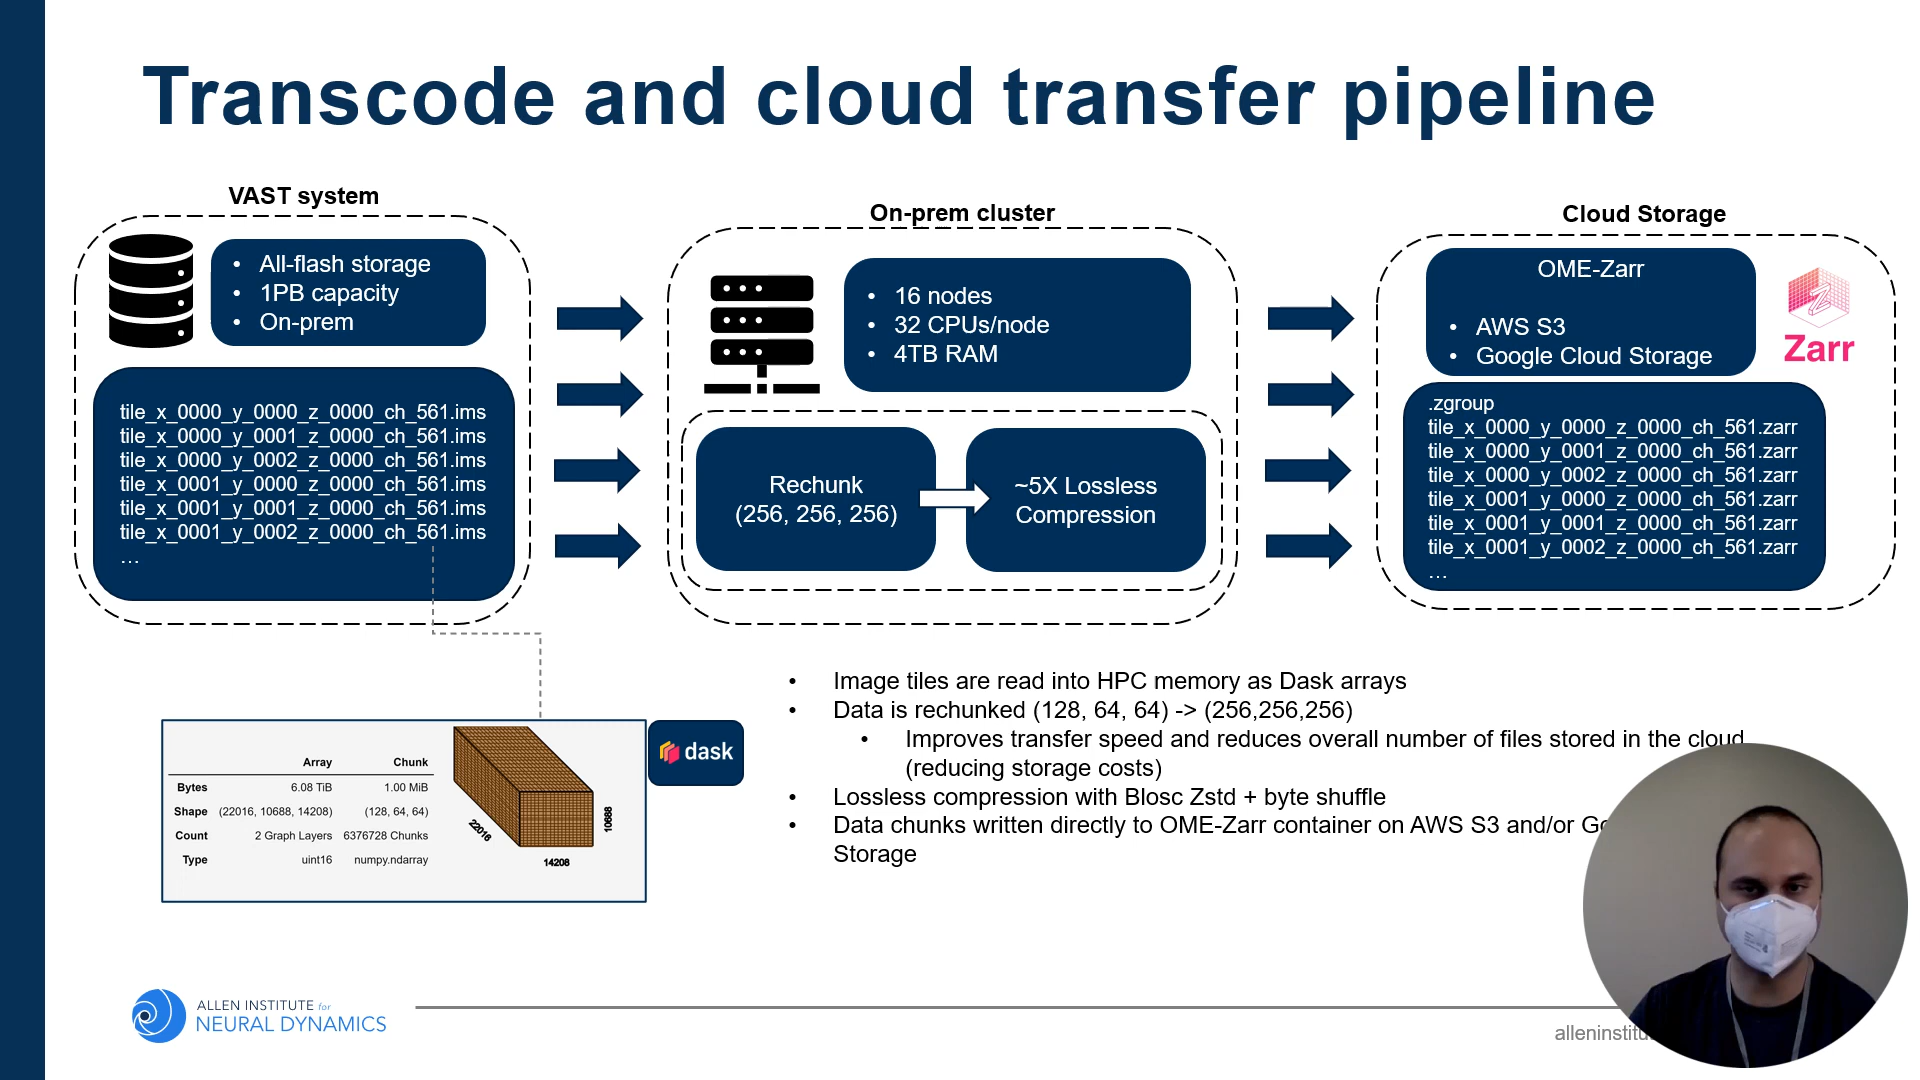 Transcode and cloud transfer pipeline
VAST system
• All-flash storage
• 1PB capacity
• On-prem
tile_x_0000_y_0000_z_0000_ch_561.ims
tile_x_0000_y_0001_z_0000_ch_561.ims
tile_x_0000_y_0002_z_0000_ch_561.ims
tile_x_0001_y_0000_z_0000_ch_561.ims
tile_x_0001_y_0001_z_0000_ch_561.ims
tile_x_0001_y_0002_z_0000_ch_561.ims
…
On-prem cluster
• 16 nodes
• 32 CPUs/node
• 4TB RAM
Rechunk
(256, 256, 256)
~5X Lossless
Compression
Cloud Storage
OME-Zarr
• AWS S3
• Google Cloud Storage
Zarr
.zgroup
tile_x_0000_y_0000_z_0000_ch_561.zarr
tile_x_0000_y_0001_z_0000_ch_561.zarr
tile_x_0000_y_0002_z_0000_ch_561.zarr
tile_x_0001_y_0000_z_0000_ch_561.zarr
tile_x_0001_y_0001_z_0000_ch_561.zarr
tile_x_0001_y_0002_z_0000_ch_561.zarr
…
Array Chunk
Bytes 6.08 TiB 1.00 MiB
Shape (22016, 10688, 14208) (128, 64, 64)
Count 2 Graph Layers 6376728 Chunks
Type uint16 numpy.ndarray
22016
10688
14208
dask
• Image tiles are read into HPC memory as Dask arrays
• Data is rechunked (128, 64, 64) -> (256,256,256)
• Improves transfer speed and reduces overall number of files stored in the cloud
(reducing storage costs)
• Lossless compression with Blosc Zstd + byte shuffle
• Data chunks written directly to OME-Zarr container on AWS S3 and/or
Storage
ALLEN INSTITUTE for
NEURAL DYNAMICS